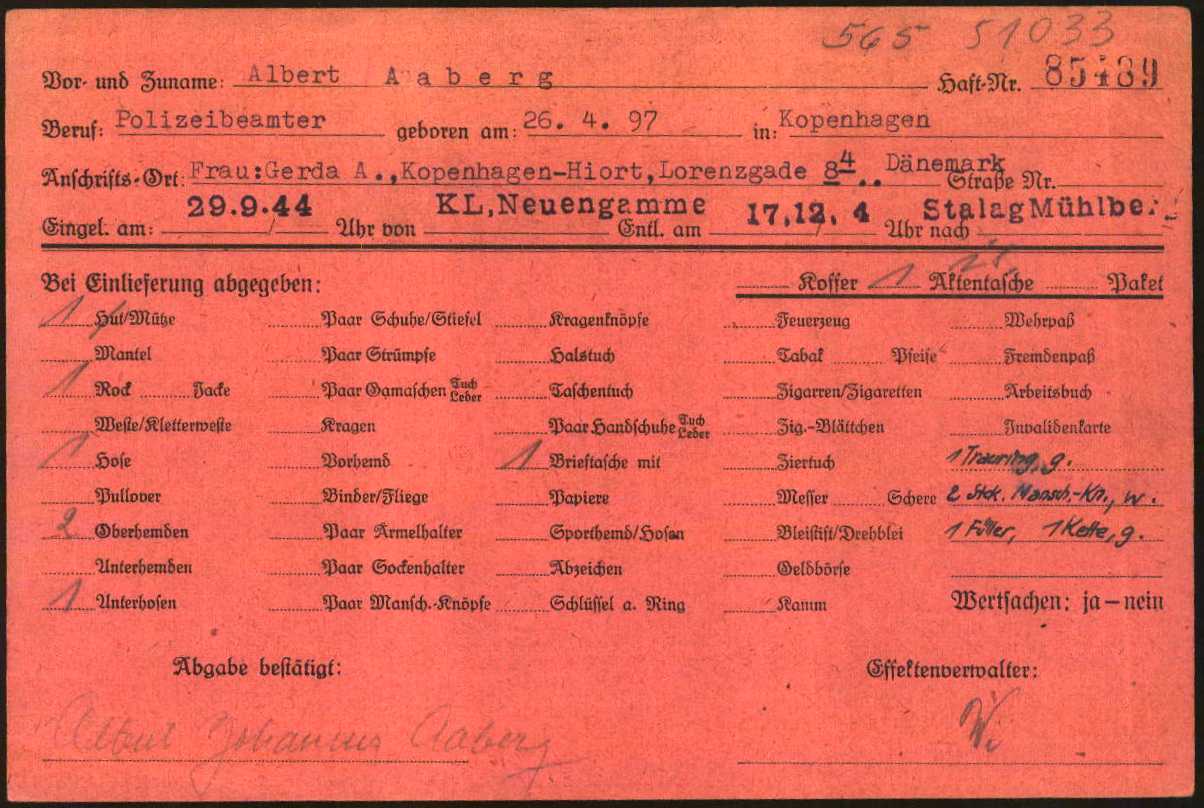 565 51033
Vor- und Zuname: Albert Aaberg Haft-Nr. 85489
Beruf: Polizeibeamter geboren am: 26. 4. 97 in: Kopenhagen
Anschrifts-Ort: Frau:Gerda A.,Kopenhagen-Hiort,Lorenzgade 8⁴.. Dänemark Straße Nr.
Eingel. am: 29.9.44 Uhr von KL,Neuengamme Entl. am 17,12. 4 Uhr nach Stalag Mühlbe
Bei Einlieferung abgegeben: Koffer 1 Aktentasche Paket
1 Hut/Mütze Paar Schuhe/Stiefel Kragenknöpfe Feuerzeug Wehrpaß
Mantel Paar Strümpfe Halstuch Tabak Pfeife Fremdenpaß
1 Rock Jacke Paar Gamaschen Tuch Leder Taschentuch Zigarren/Zigaretten Arbeitsbuch
Weste/Kletterweste Kragen Paar Handschuhe Tuch Leder Zig.-Blättchen Invalidenkarte
1 Hose Vorhemd 1 Brieftasche mit Ziertuch 1 Trauring, g.
Pullover Binder/Fliege Papiere Messer Schere 2 Stck. Mansch.-Kn., w.
2 Oberhemden Paar Ärmelhalter Sporthemd/Hosen Bleistift/Drehblei 1 Füller, 1 Kette, g.
Unterhemden Paar Sockenhalter Abzeichen Geldbörse
1 Unterhosen Paar Mansch.-Knöpfe Schlüssel a. Ring Kamm Wertsachen: ja – nein
Abgabe bestätigt: Effektenverwalter:
Albert Johannes Aaberg W.